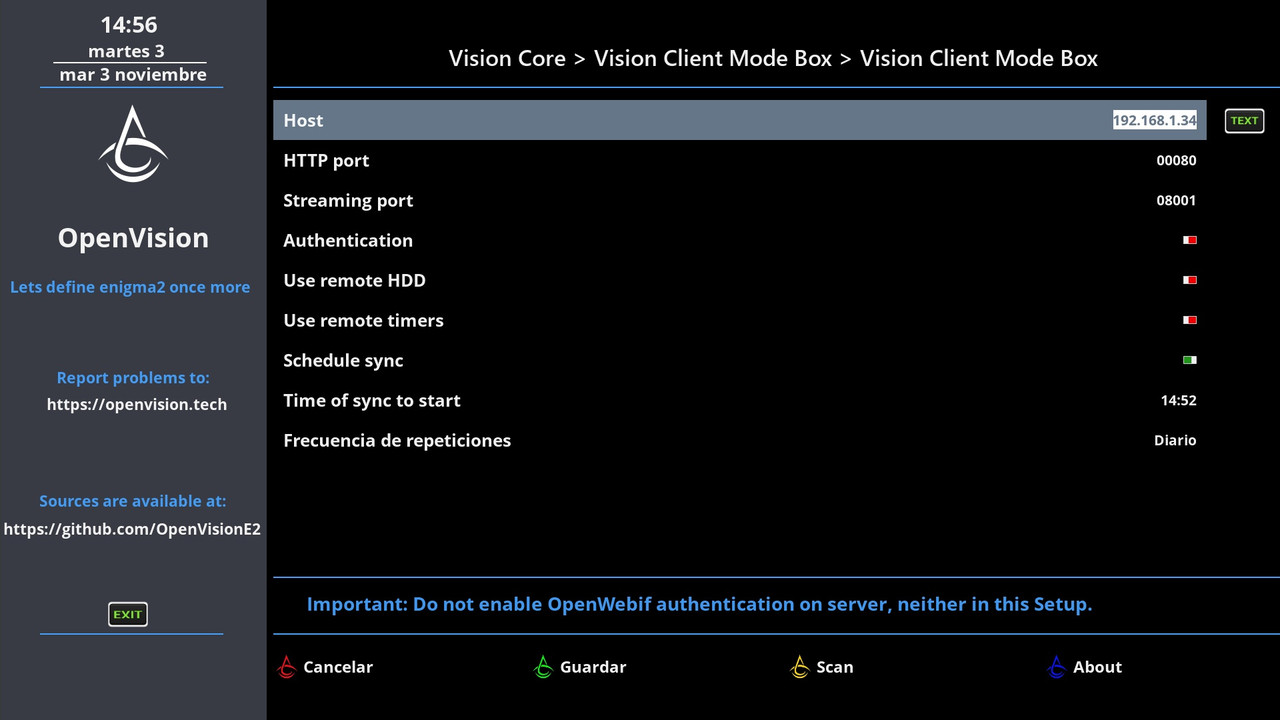 14:56
martes 3
mar 3 noviembre
OpenVision
Lets define enigma2 once more
Report problems to:
https://openvision.tech
Sources are available at:
https://github.com/OpenVisionE2
EXIT
Vision Core > Vision Client Mode Box > Vision Client Mode Box
Host 192.168.1.34 TEXT
HTTP port 00080
Streaming port 08001
Authentication
Use remote HDD
Use remote timers
Schedule sync
Time of sync to start 14:52
Frecuencia de repeticiones Diario
Important: Do not enable OpenWebif authentication on server, neither in this Setup.
Cancelar Guardar Scan About